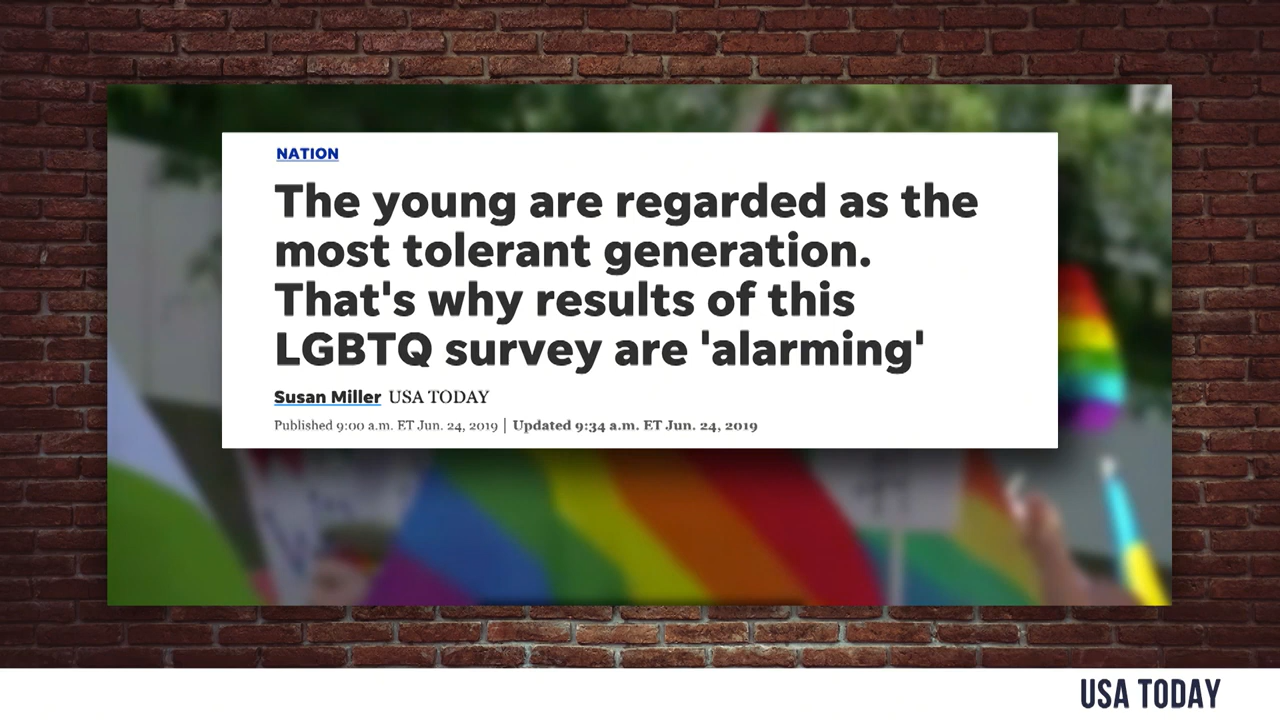 NATION
The young are regarded as the
most tolerant generation.
That's why results of this
LGBTQ survey are 'alarming'
Susan Miller USA TODAY
Published 9:00 a.m. ET Jun. 24, 2019 | Updated 9:34 a.m. ET Jun. 24, 2019
USA TODAY